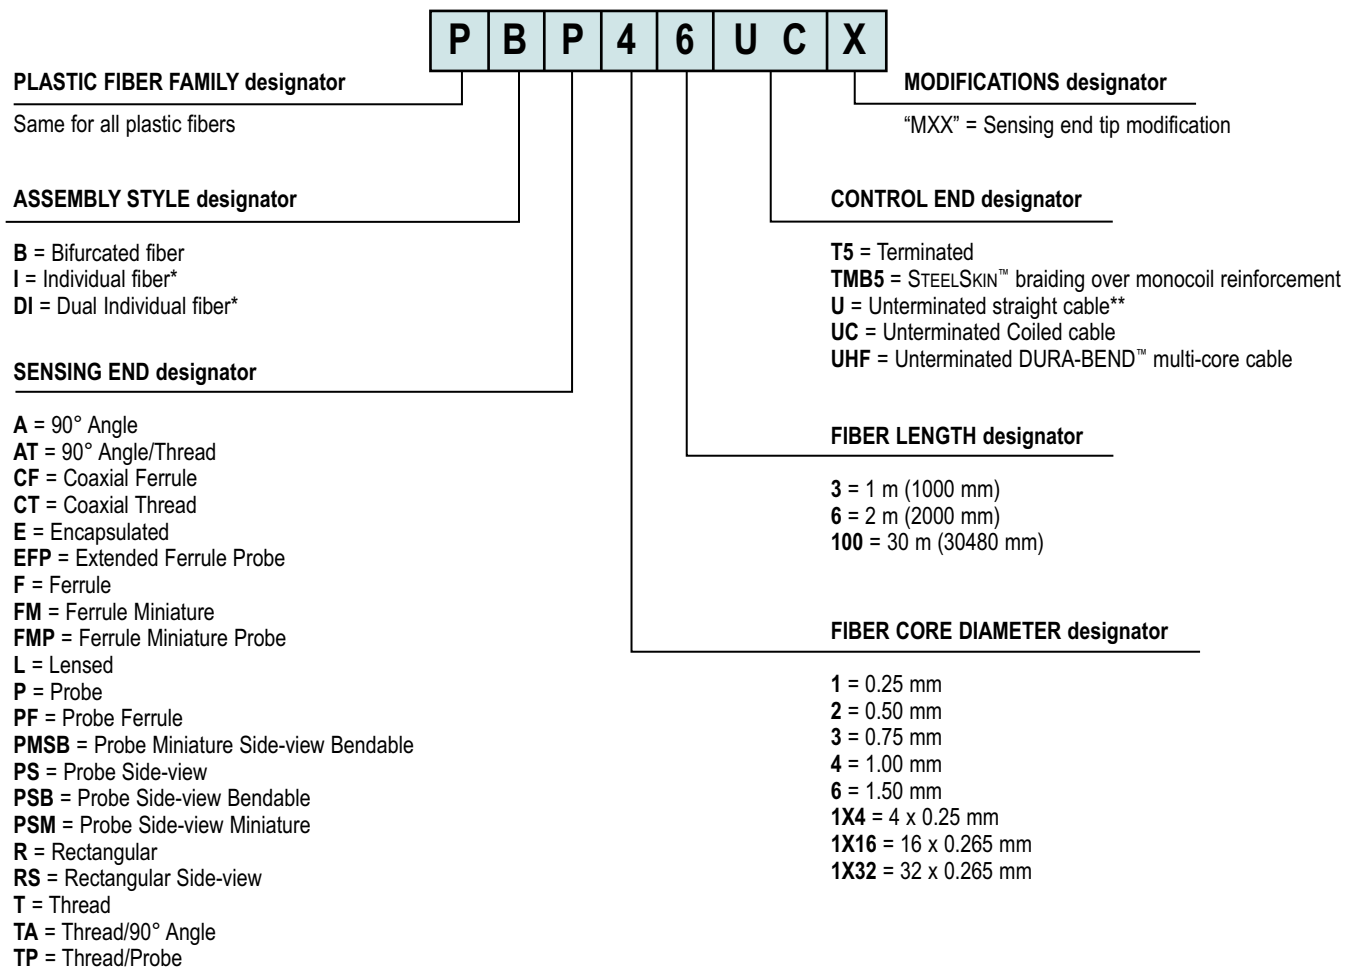 P B P 4 6 U C X
PLASTIC FIBER FAMILY designator
Same for all plastic fibers
ASSEMBLY STYLE designator
B = Bifurcated fiber
I = Individual fiber*
DI = Dual Individual fiber*
SENSING END designator
A = 90° Angle
AT = 90° Angle/Thread
CF = Coaxial Ferrule
CT = Coaxial Thread
E = Encapsulated
EFP = Extended Ferrule Probe
F = Ferrule
FM = Ferrule Miniature
FMP = Ferrule Miniature Probe
L = Lensed
P = Probe
PF = Probe Ferrule
PMSB = Probe Miniature Side-view Bendable
PS = Probe Side-view
PSB = Probe Side-view Bendable
PSM = Probe Side-view Miniature
R = Rectangular
RS = Rectangular Side-view
T = Thread
TA = Thread/90° Angle
TP = Thread/Probe
MODIFICATIONS designator
“MXX” = Sensing end tip modification
CONTROL END designator
T5 = Terminated
TMB5 = STEELSKIN™ braiding over monocoil reinforcement
U = Unterminated straight cable**
UC = Unterminated Coiled cable
UHF = Unterminated DURA-BEND™ multi-core cable
FIBER LENGTH designator
3 = 1 m (1000 mm)
6 = 2 m (2000 mm)
100 = 30 m (30480 mm)
FIBER CORE DIAMETER designator
1 = 0.25 mm
2 = 0.50 mm
3 = 0.75 mm
4 = 1.00 mm
6 = 1.50 mm
1X4 = 4 x 0.25 mm
1X16 = 16 x 0.265 mm
1X32 = 32 x 0.265 mm